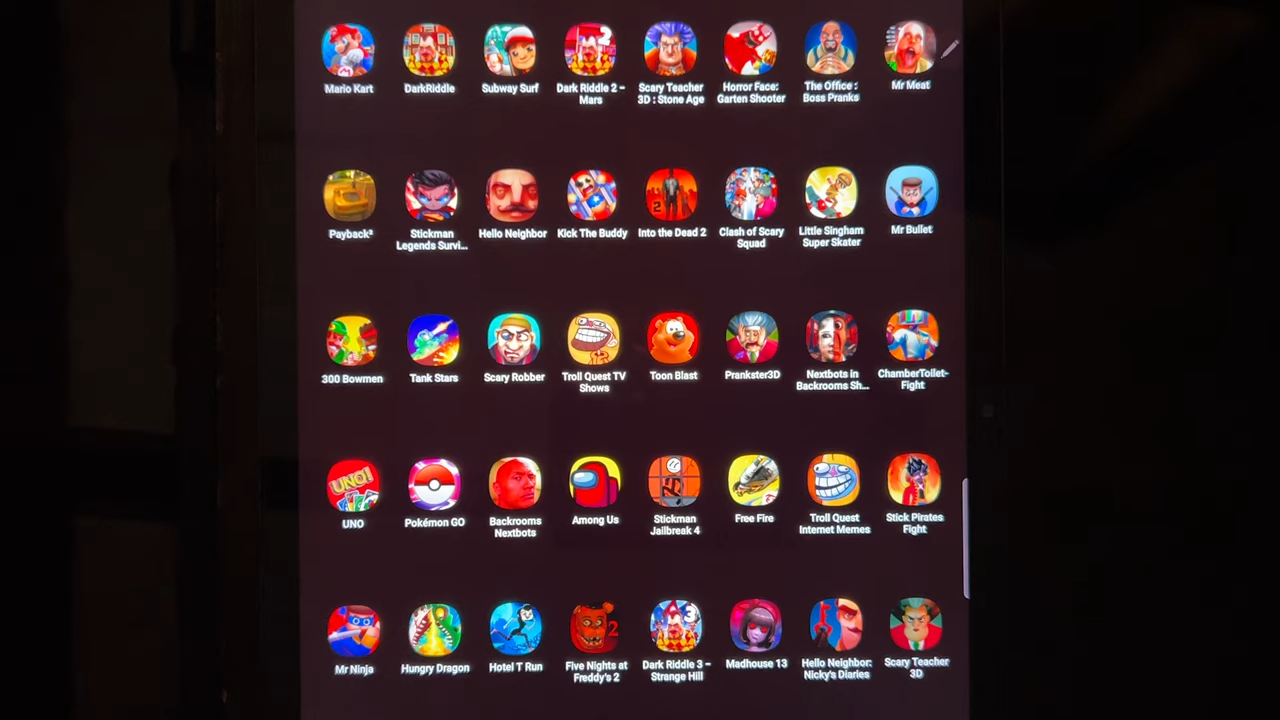 Mario Kart
DarkRiddle
Subway Surf
Dark Riddle 2 –
Mars
Scary Teacher
3D : Stone Age
Horror Face:
Garten Shooter
The Office :
Boss Pranks
Mr Meat
2
Payback²
Stickman
Legends Survi...
Hello Neighbor
Kick The Buddy
Into the Dead 2
Clash of Scary
Squad
Little Singham
Super Skater
Mr Bullet
2
300 Bowmen
Tank Stars
Scary Robber
Troll Quest TV
Shows
Toon Blast
Prankster3D
Nextbots in
Backrooms Sh...
ChamberToilet-
Fight
UNO!
UNO
Pokémon GO
Backrooms
Nextbots
Among Us
Stickman
Jailbreak 4
Free Fire
Troll Quest
Internet Memes
Stick Pirates
Fight
Mr Ninja
Hungry Dragon
Hotel T Run
2
Five Nights at
Freddy's 2
3
Dark Riddle 3 –
Strange Hill
Madhouse 13
Hello Neighbor:
Nicky's Diaries
Scary Teacher
3D